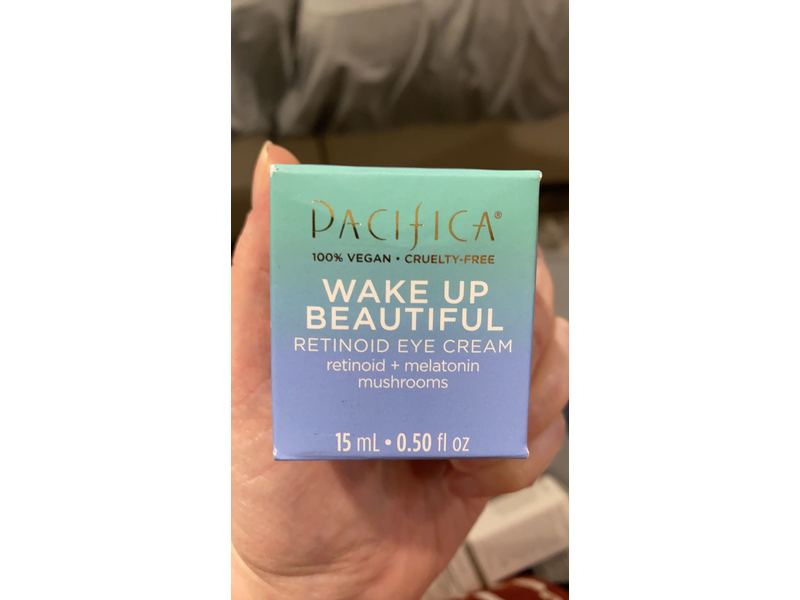 PACIFICA®
100% VEGAN • CRUELTY-FREE
WAKE UP
BEAUTIFUL
RETINOID EYE CREAM
retinoid + melatonin
mushrooms
15 mL • 0.50 fl oz